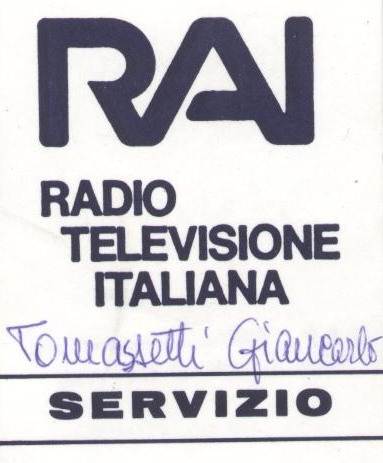 RAI
RADIO
TELEVISIONE
ITALIANA
Tomassetti Giancarlo
SERVIZIO